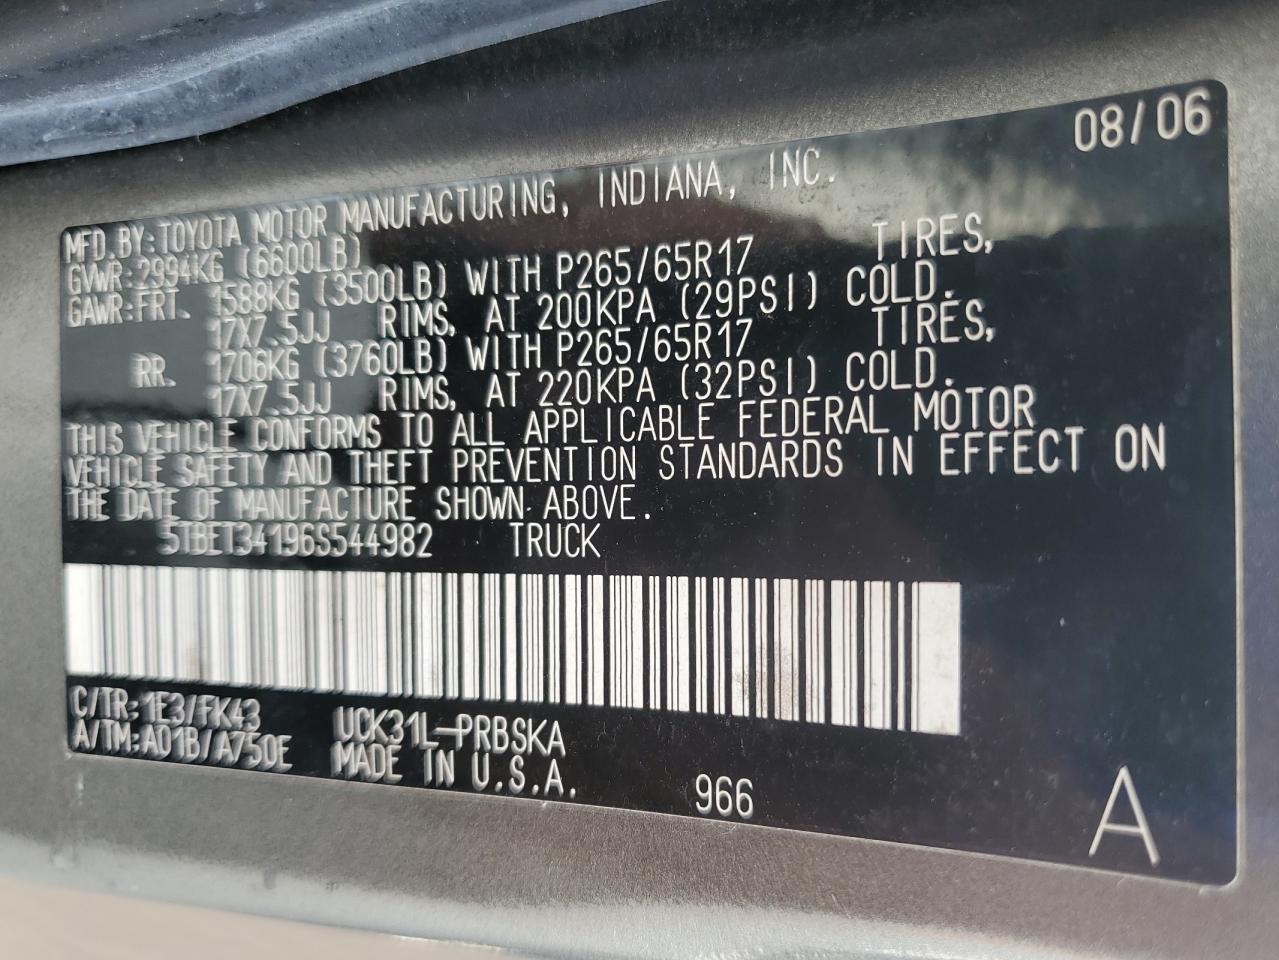 08/06
MFD. BY: TOYOTA MOTOR MANUFACTURING, INDIANA, INC.
GVWR: 2994KG (6600LB)
GAWR: FRT. 1588KG (3500LB) WITH P265/65R17 TIRES,
17X7.5JJ RIMS, AT 200KPA (29PSI) COLD.
RR. 1706KG (3760LB) WITH P265/65R17 TIRES,
17X7.5JJ RIMS, AT 220KPA (32PSI) COLD.
THIS VEHICLE CONFORMS TO ALL APPLICABLE FEDERAL MOTOR
VEHICLE SAFETY AND THEFT PREVENTION STANDARDS IN EFFECT ON
THE DATE OF MANUFACTURE SHOWN ABOVE.
5TBET34196S544982 TRUCK
C/TR: 1E3/FK43 UCK31L-PRBSKA
A/TM: A01B/A750E MADE IN U.S.A.
966
A